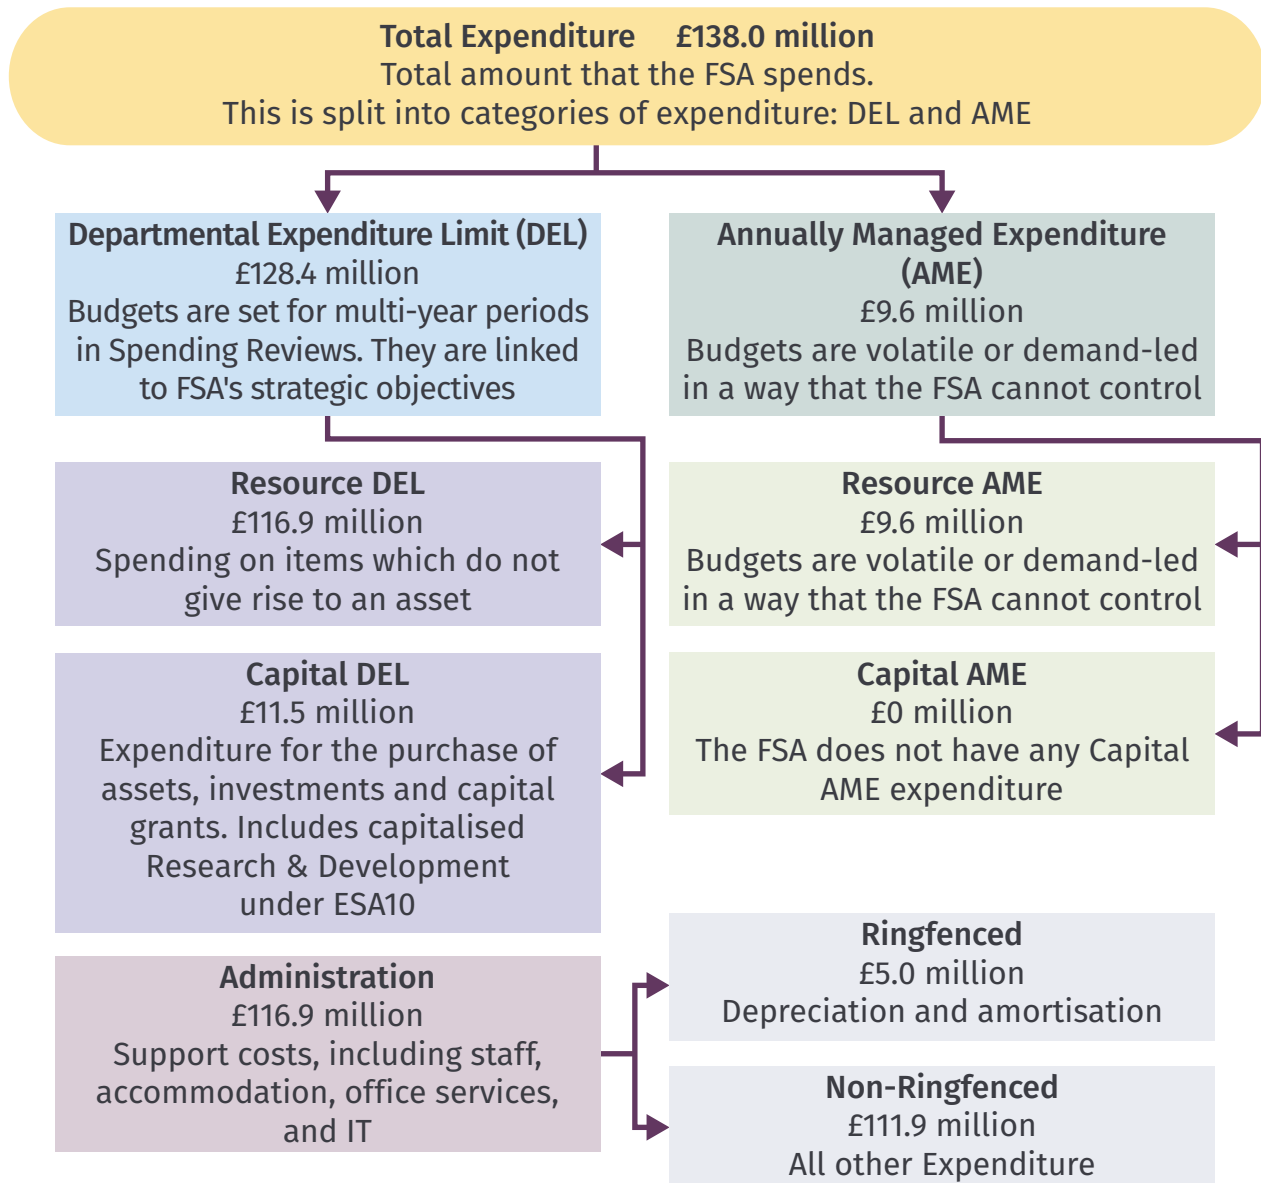 Total Expenditure £138.0 million
Total amount that the FSA spends.
This is split into categories of expenditure: DEL and AME
Departmental Expenditure Limit (DEL)
£128.4 million
Budgets are set for multi-year periods
in Spending Reviews. They are linked
to FSA's strategic objectives
Annually Managed Expenditure
(AME)
£9.6 million
Budgets are volatile or demand-led
in a way that the FSA cannot control
Resource DEL
£116.9 million
Spending on items which do not
give rise to an asset
Resource AME
£9.6 million
Budgets are volatile or demand-led
in a way that the FSA cannot control
Capital DEL
£11.5 million
Expenditure for the purchase of
assets, investments and capital
grants. Includes capitalised
Research & Development
under ESA10
Capital AME
£0 million
The FSA does not have any Capital
AME expenditure
Administration
£116.9 million
Support costs, including staff,
accommodation, office services,
and IT
Ringfenced
£5.0 million
Depreciation and amortisation
Non-Ringfenced
£111.9 million
All other Expenditure